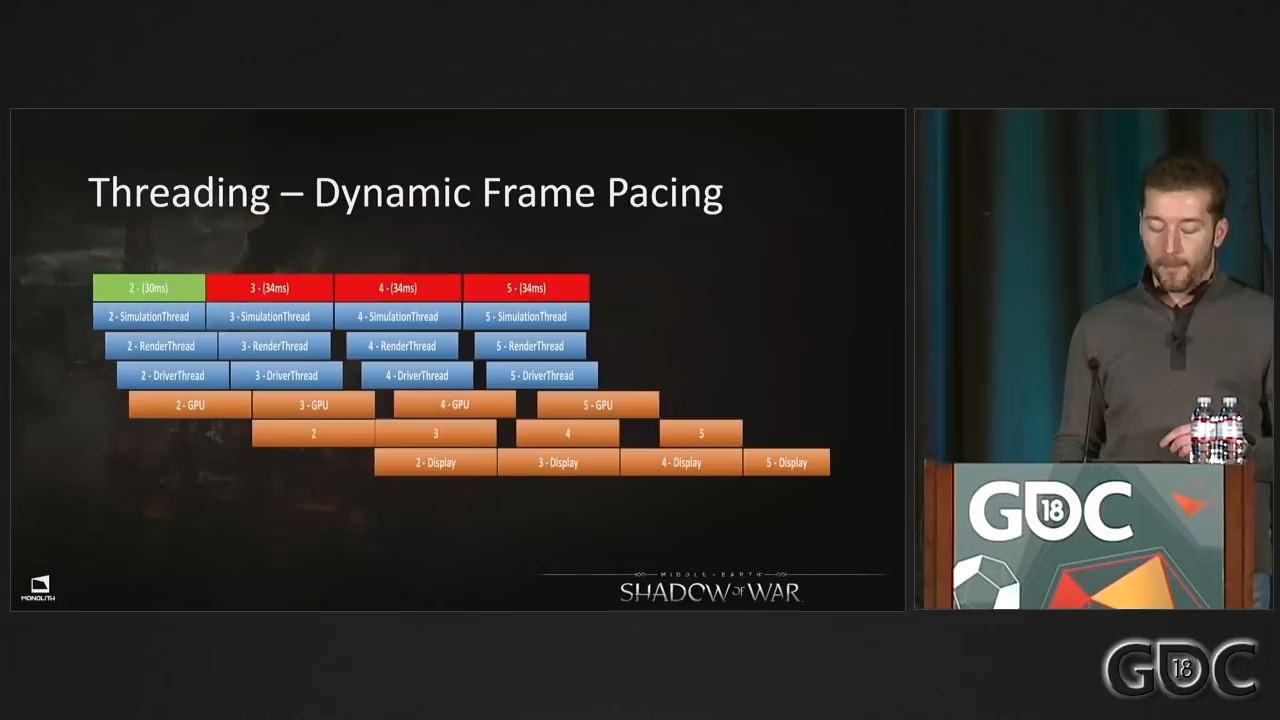 Threading – Dynamic Frame Pacing
2 - (30ms) 3 - (34ms) 4 - (34ms) 5 - (34ms)
2 - SimulationThread 3 - SimulationThread 4 - SimulationThread 5 - SimulationThread
2 - RenderThread 3 - RenderThread 4 - RenderThread 5 - RenderThread
2 - DriverThread 3 - DriverThread 4 - DriverThread 5 - DriverThread
2 - GPU 3 - GPU 4 - GPU 5 - GPU
2 3 4 5
2 - Display 3 - Display 4 - Display 5 - Display
MONOLITH
MIDDLE-EARTH
SHADOW OF WAR
GDC 18
GDC 18